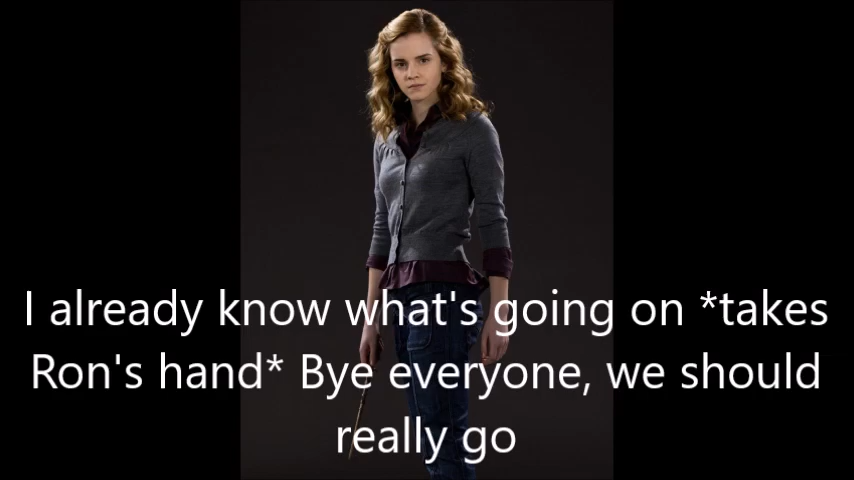 I already know what's going on *takes
Ron's hand* Bye everyone, we should
really go